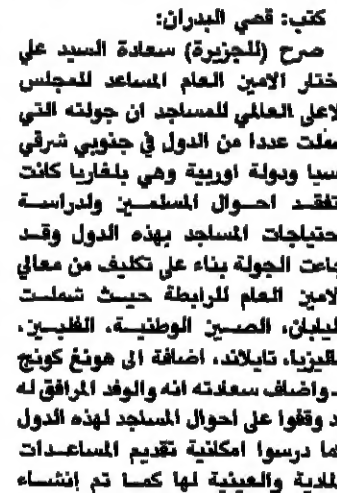 كتب: قصي البدران:
صرح (للجزيرة) سعادة السيد علي
ختار الامين العام المساعد للمجلس
لاعلى العالمي للمساجد ان جولته التي
ملت عددا من الدول في جنوبي شرقي
سيا ودولة اوربية وهي بلغاريا كانت
تفقد احوال المسلمين ولدراسة
حتياجات المساجد بهذه الدول وقد
جاءت الجولة بناء على تكليف من معالي
لامين العام للرابطة حيث شملت
ليابان، الصين الوطنية، الفلبين،
اليزيا، تايلاند، اضافة الى هونغ كونج
واضاف سعادته انه والوفد المرافق له
د وقفوا على احوال المساجد لهذه الدول
ما درسوا امكانية تقديم المساعدات
لمادية والعينية لها كما تم إنشاء